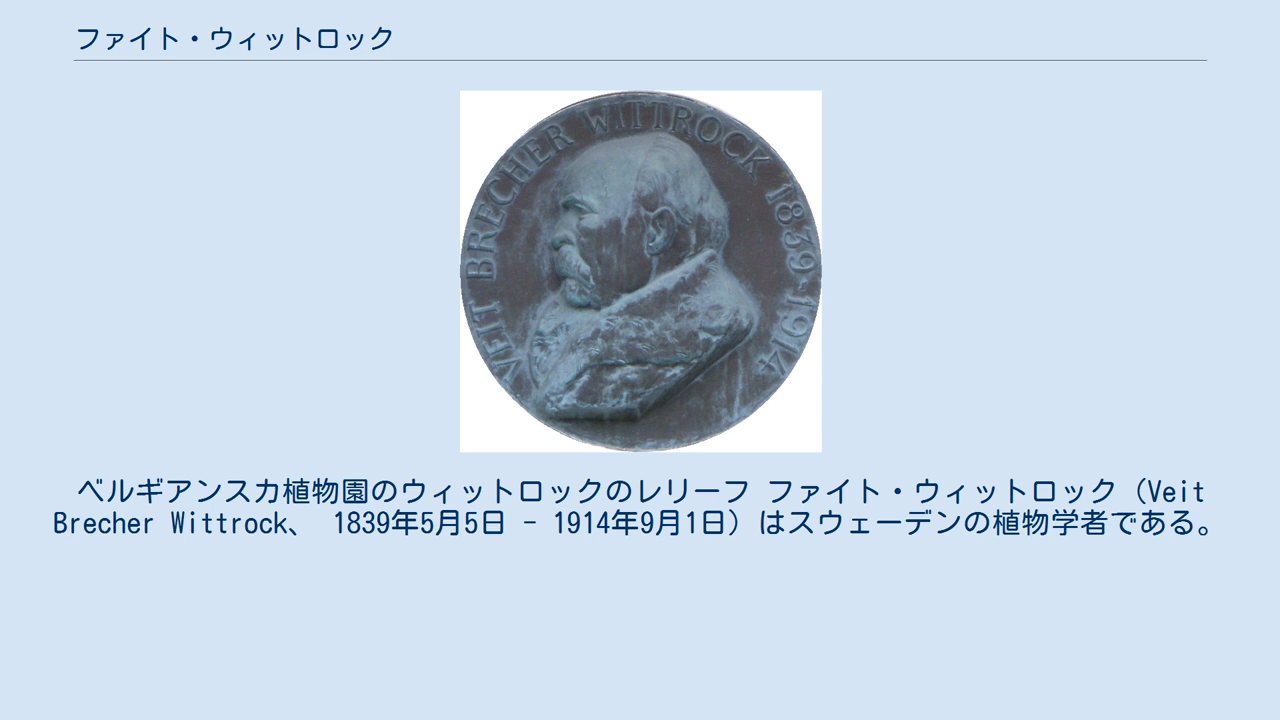 ファイト・ウィットロック
VEIT BRECHER WITTROCK 1839-1914
ベルギアンスカ植物園のウィットロックのレリーフ ファイト・ウィットロック（Veit
Brecher Wittrock、 1839年5月5日 - 1914年9月1日）はスウェーデンの植物学者である。